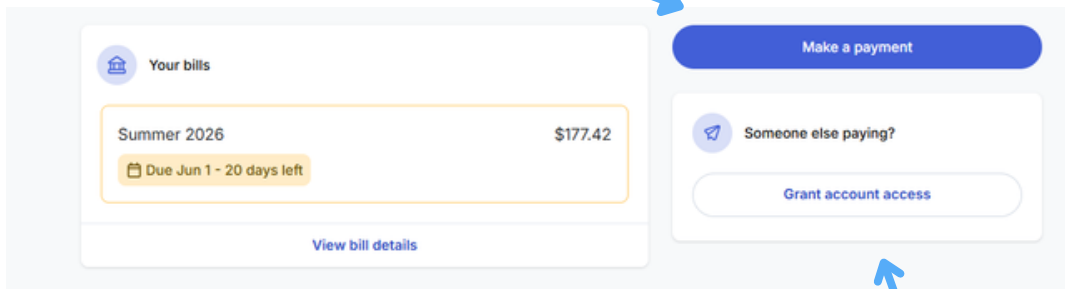 Your bills
Summer 2026 $177.42
Due Jun 1 - 20 days left
View bill details
Make a payment
Someone else paying?
Grant account access